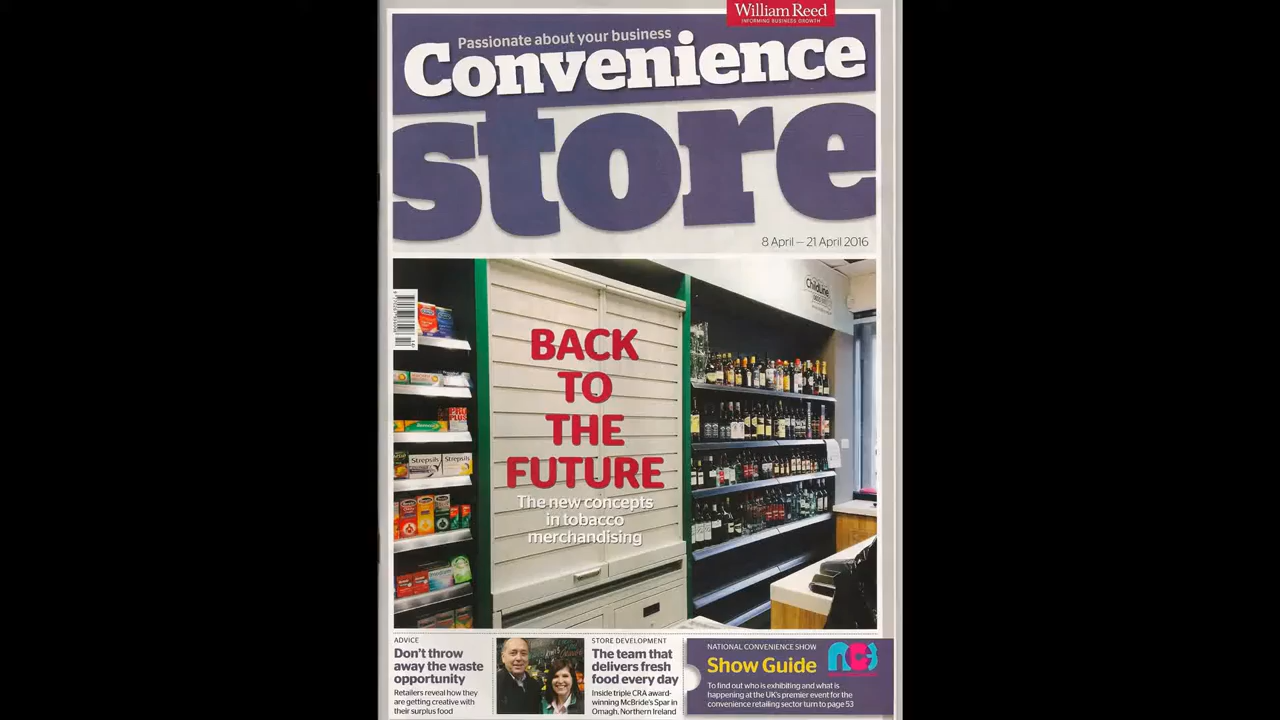 William Reed
INFORMING BUSINESS GROWTH
Passionate about your business
Convenience
store
8 April – 21 April 2016
ChildLine
BACK
TO
THE
FUTURE
The new concepts
in tobacco
merchandising
Strepsils Strepsils
ADVICE
Don't throw
away the waste
opportunity
Retailers reveal how they
are getting creative with
their surplus food
STORE DEVELOPMENT
The team that
delivers fresh
food every day
Inside triple CRA award-
winning McBride's Spar in
Omagh, Northern Ireland
NATIONAL CONVENIENCE SHOW
Show Guide
ncs
To find out who is exhibiting and what is
happening at the UK's premier event for the
convenience retailing sector turn to page 53